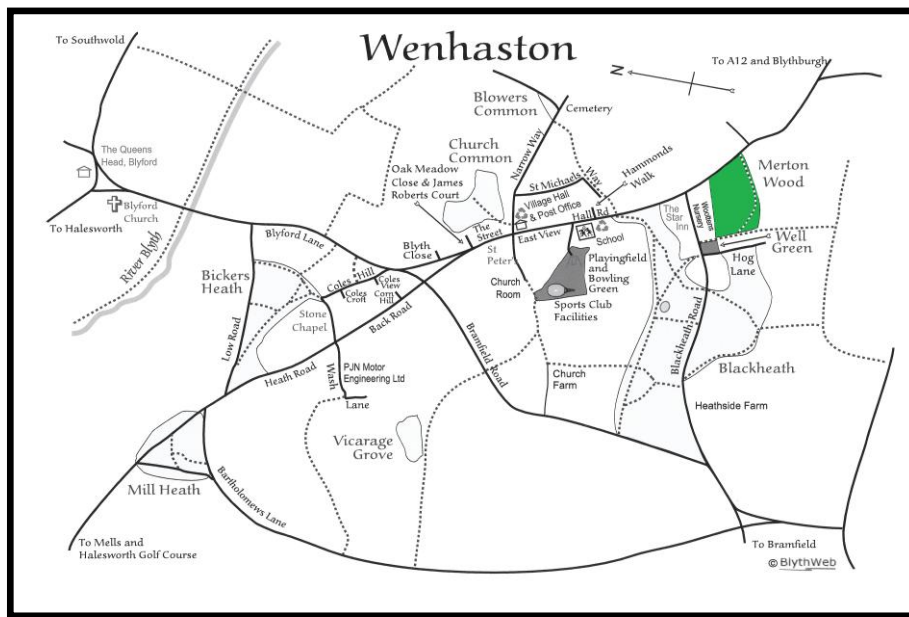 Wenhaston
To Southwold
N
To A12 and Blythburgh
Blowers
Common
Cemetery
The Queens
Head, Blyford
Church
Common
Narrow Way
Oak Meadow
Close & James
Roberts Court
Hammonds
Walk
Merton
Wood
St Michaels Way
Blyford
Church
Village Hall
& Post Office
Hall Rd
The
Star
Inn
Woottens
Nursery
To Halesworth
River Blyth
Blyford Lane
Blyth
Close
The
Street
East View
School
Well
Green
St
Peter
Hog
Lane
Bickers
Heath
Coles Hill
Coles
View
Coles
Croft
Corn
Hill
Church
Room
Playingfield
and
Bowling
Green
Sports Club
Facilities
Stone
Chapel
Back Road
Low Road
Bramfield Road
Blackheath Road
Heath Road
Wash
Lane
PJN Motor
Engineering Ltd
Church
Farm
Blackheath
Heathside Farm
Vicarage
Grove
Mill Heath
Bartholomews Lane
To Mells and
Halesworth Golf Course
To Bramfield
© BlythWeb